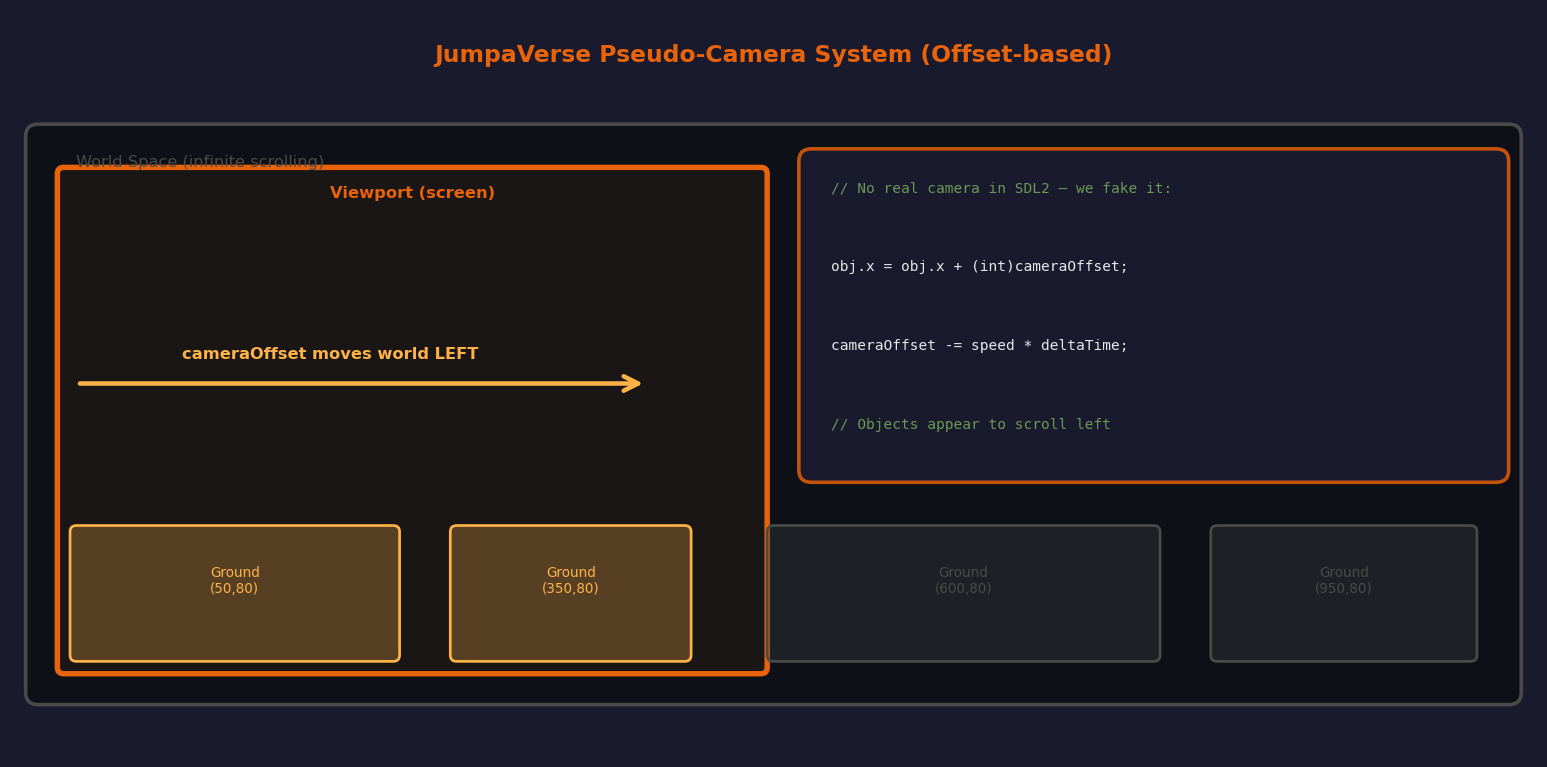 JumpaVerse Pseudo-Camera System (Offset-based)
World Space (infinite scrolling)
Viewport (screen)
cameraOffset moves world LEFT
// No real camera in SDL2 — we fake it:
obj.x = obj.x + (int)cameraOffset;
cameraOffset -= speed * deltaTime;
// Objects appear to scroll left
Ground
(50,80)
Ground
(350,80)
Ground
(600,80)
Ground
(950,80)